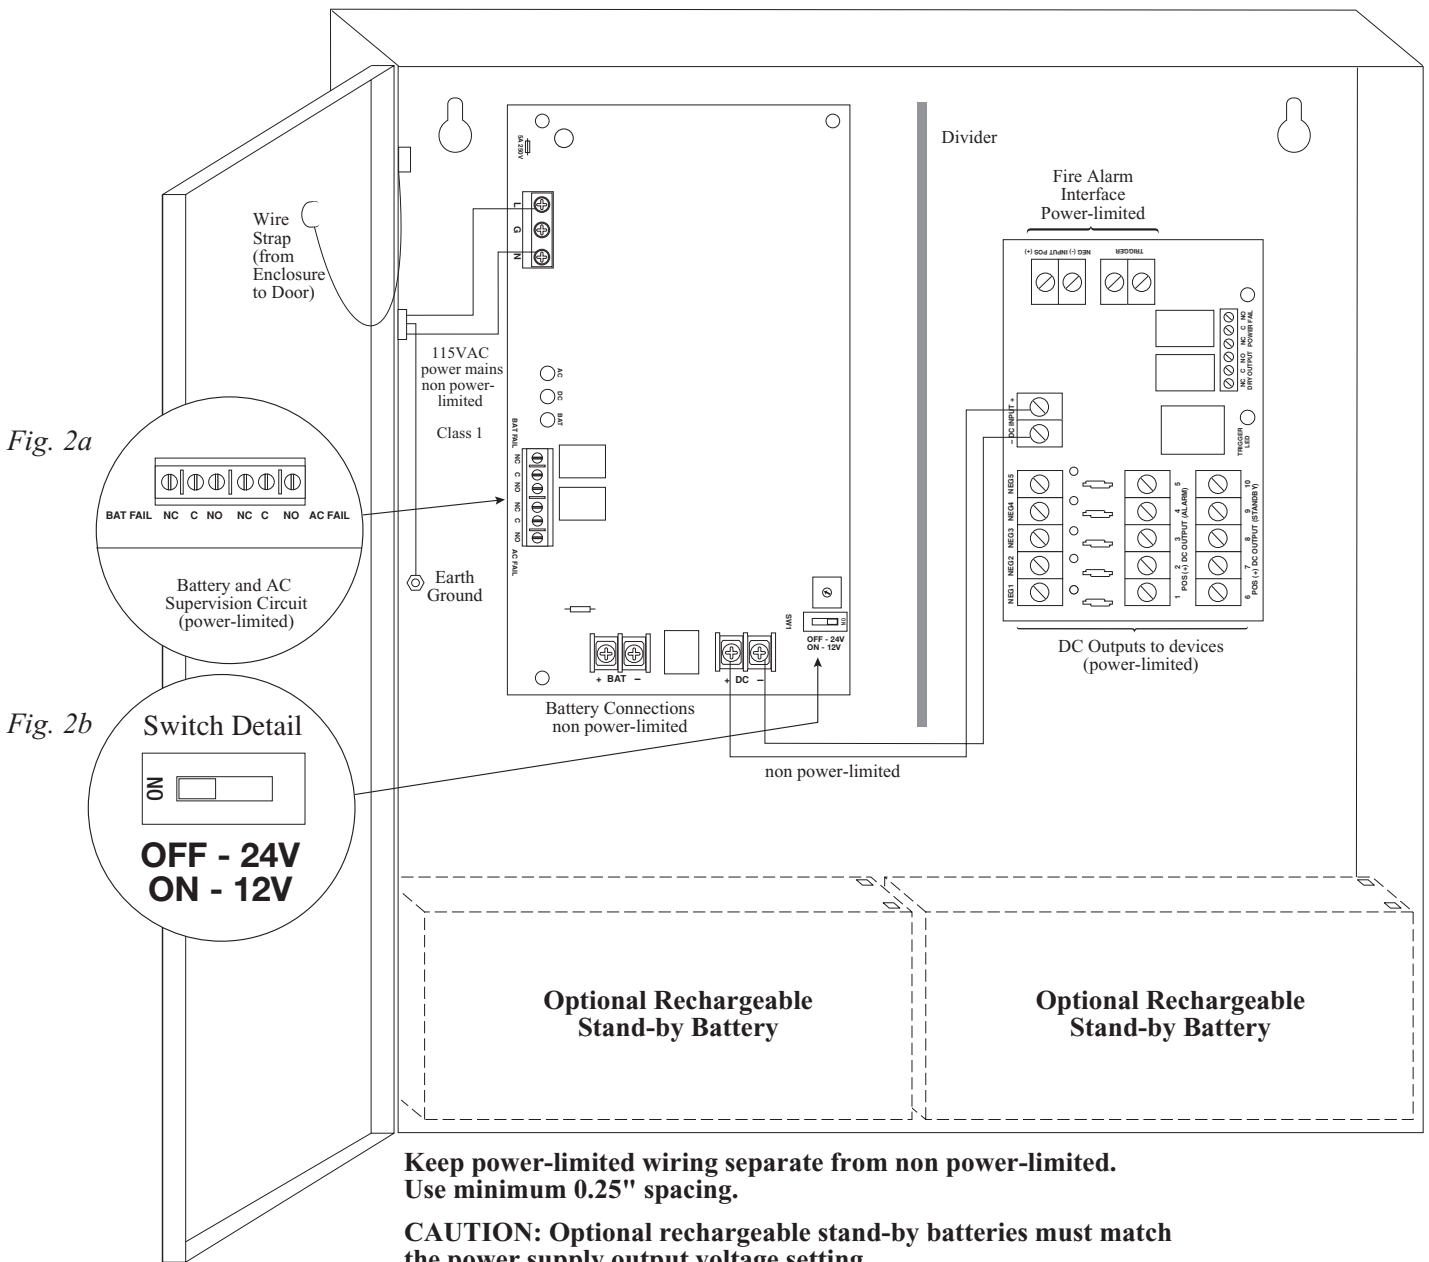 Divider
Fire Alarm
Interface
Power-limited
NEG (-) INPUT POS (+)
TRIGGER
NC C NO
POWER FAIL
NC C NO
DRY OUTPUT
TRIGGER
LED
– DC INPUT +
NEG1 NEG2 NEG3 NEG4 NEG5
1 2 3 4 5
POS (+) DC OUTPUT (ALARM)
6 7 8 9 10
POS (+) DC OUTPUT (STANDBY)
DC Outputs to devices
(power-limited)
5A 250V
L
G
N
Wire
Strap
(from
Enclosure
to Door)
115VAC
power mains
non power-
limited
Class 1
AC
DC
BAT
BAT FAIL NC C NO NC C NO AC FAIL
Earth
Ground
SW1
ON
OFF - 24V
ON - 12V
+ BAT –
+ DC –
Battery Connections
non power-limited
non power-limited
Fig. 2a
BAT FAIL NC C NO NC C NO AC FAIL
Battery and AC
Supervision Circuit
(power-limited)
Fig. 2b
Switch Detail
ON
OFF - 24V
ON - 12V
Optional Rechargeable
Stand-by Battery
Optional Rechargeable
Stand-by Battery
Keep power-limited wiring separate from non power-limited.
Use minimum 0.25" spacing.
CAUTION: Optional rechargeable stand-by batteries must match
the power supply output voltage setting.